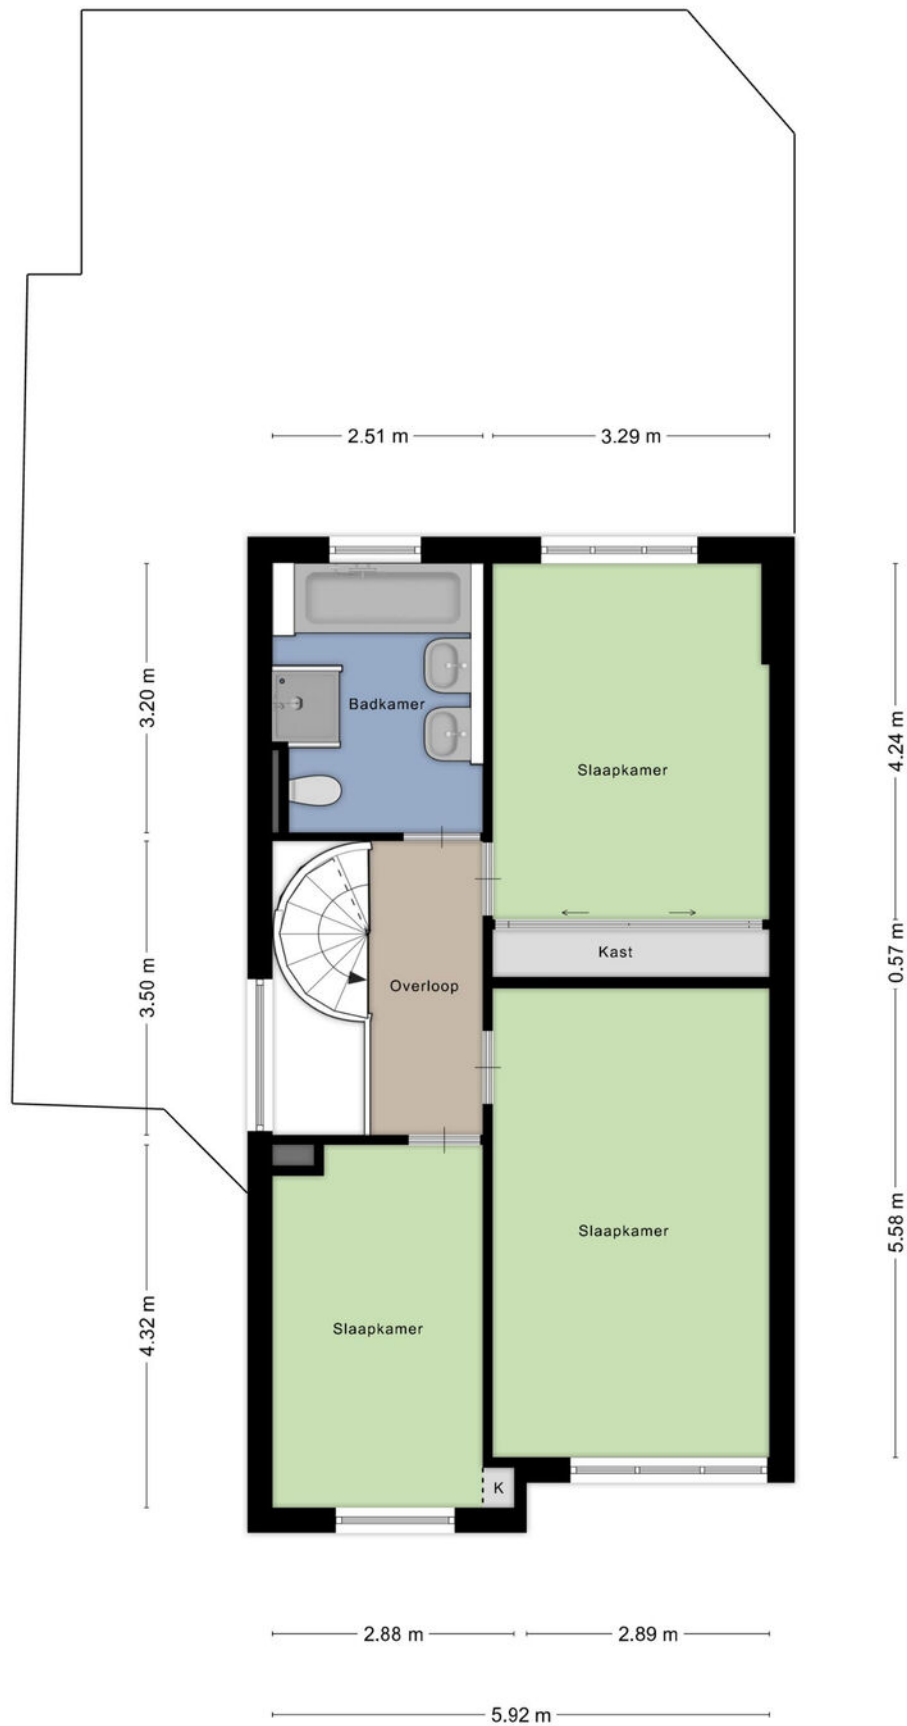 2.51 m
3.29 m
3.20 m
Badkamer
4.24 m
Slaapkamer
Kast
0.57 m
3.50 m
Overloop
5.58 m
Slaapkamer
4.32 m
Slaapkamer
K
2.88 m
2.89 m
5.92 m